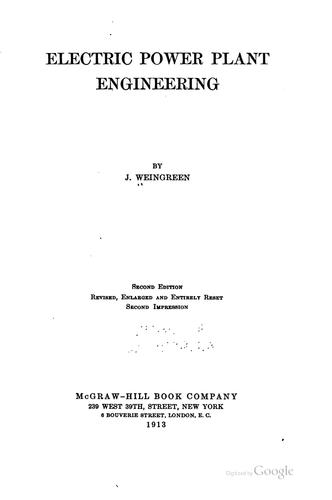 ELECTRIC POWER PLANT
ENGINEERING
BY
J. WEINGREEN
SECOND EDITION
REVISED, ENLARGED AND ENTIRELY RESET
SECOND IMPRESSION
McGRAW-HILL BOOK COMPANY
239 WEST 39TH, STREET, NEW YORK
6 BOUVERIE STREET, LONDON, E. C.
1913
Digitized by Google